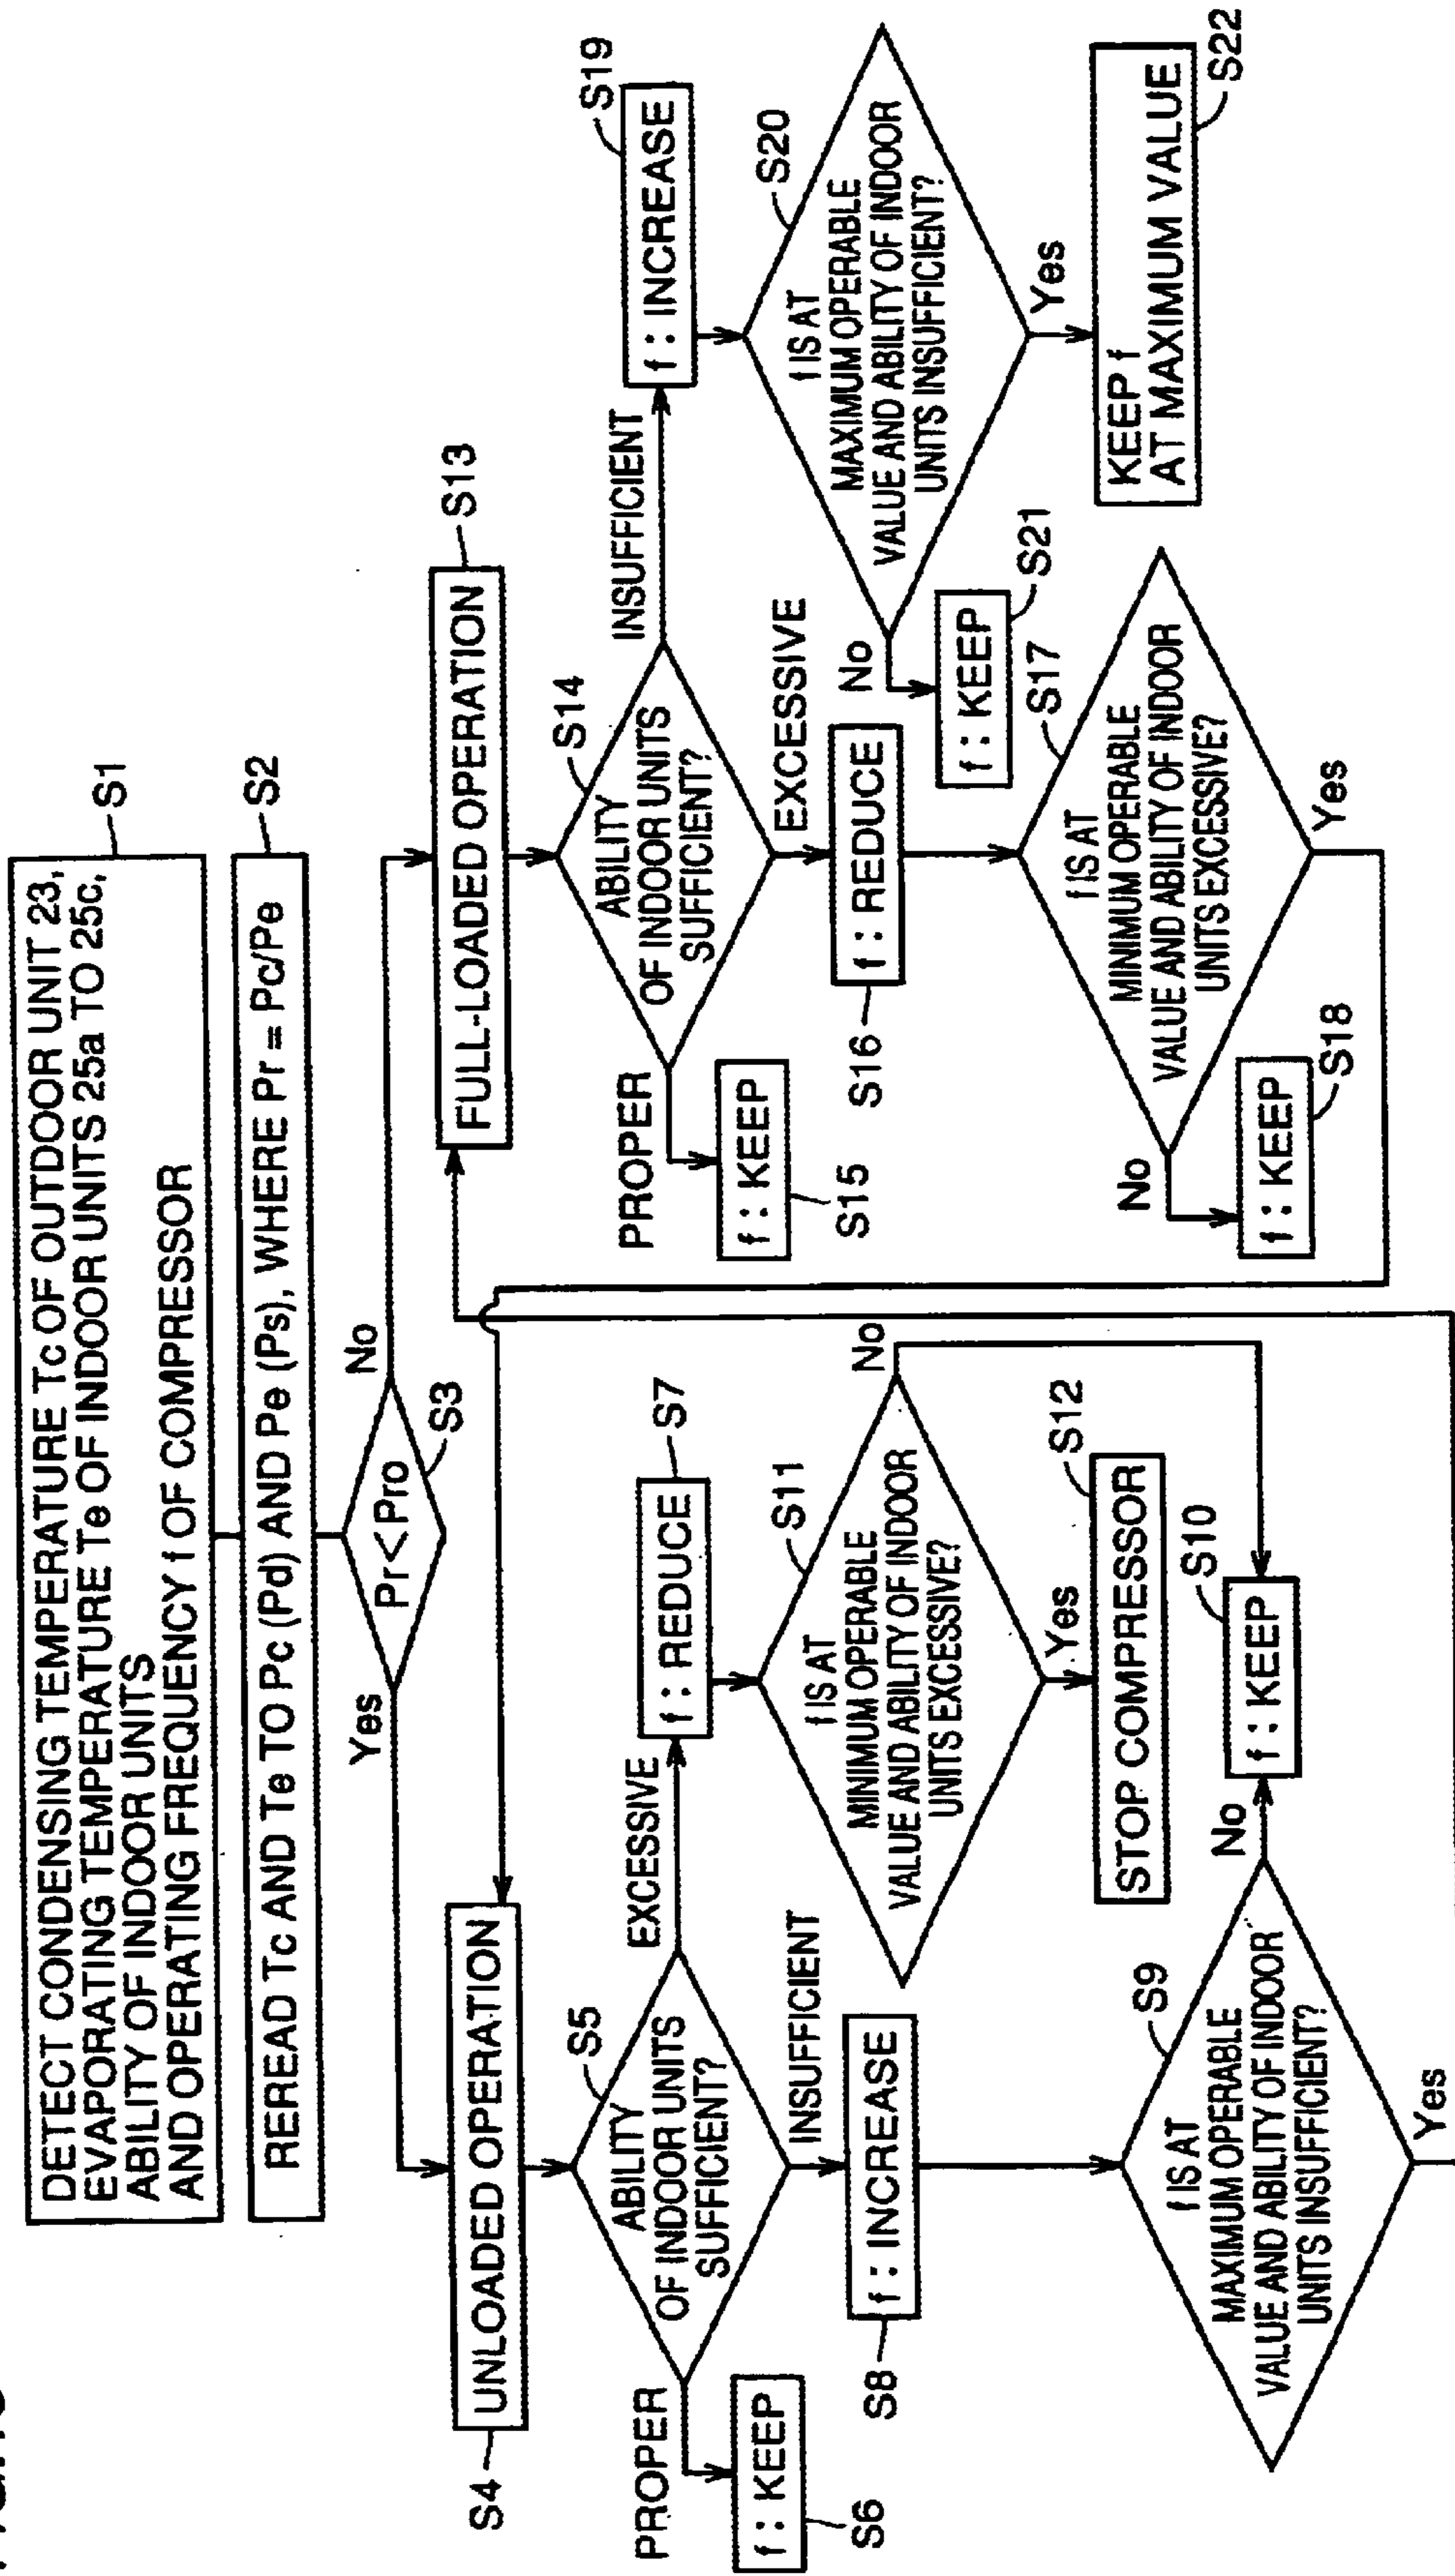 DETECT CONDENSING TEMPERATURE Tc OF OUTDOOR UNIT 23,
EVAPORATING TEMPERATURE Te OF INDOOR UNITS 25a TO 25c,
ABILITY OF INDOOR UNITS
AND OPERATING FREQUENCY f OF COMPRESSOR
S1
REREAD Tc AND Te TO Pc (Pd) AND Pe (Ps), WHERE Pr = Pc/Pe
S2
Pr<Pro
S3
Yes
No
S4
UNLOADED OPERATION
ABILITY
OF INDOOR UNITS
SUFFICIENT?
S5
PROPER
f : KEEP
S6
EXCESSIVE
f : REDUCE
S7
INSUFFICIENT
S8
f : INCREASE
f IS AT
MAXIMUM OPERABLE
VALUE AND ABILITY OF INDOOR
UNITS INSUFFICIENT?
S9
No
Yes
f : KEEP
S10
f IS AT
MINIMUM OPERABLE
VALUE AND ABILITY OF INDOOR
UNITS EXCESSIVE?
S11
No
Yes
STOP COMPRESSOR
S12
FULL-LOADED OPERATION
S13
ABILITY
OF INDOOR UNITS
SUFFICIENT?
S14
PROPER
f : KEEP
S15
EXCESSIVE
S16
f : REDUCE
f IS AT
MINIMUM OPERABLE
VALUE AND ABILITY OF INDOOR
UNITS EXCESSIVE?
S17
No
Yes
f : KEEP
S18
INSUFFICIENT
f : INCREASE
S19
f IS AT
MAXIMUM OPERABLE
VALUE AND ABILITY OF INDOOR
UNITS INSUFFICIENT?
S20
No
Yes
f : KEEP
S21
KEEP f
AT MAXIMUM VALUE
S22